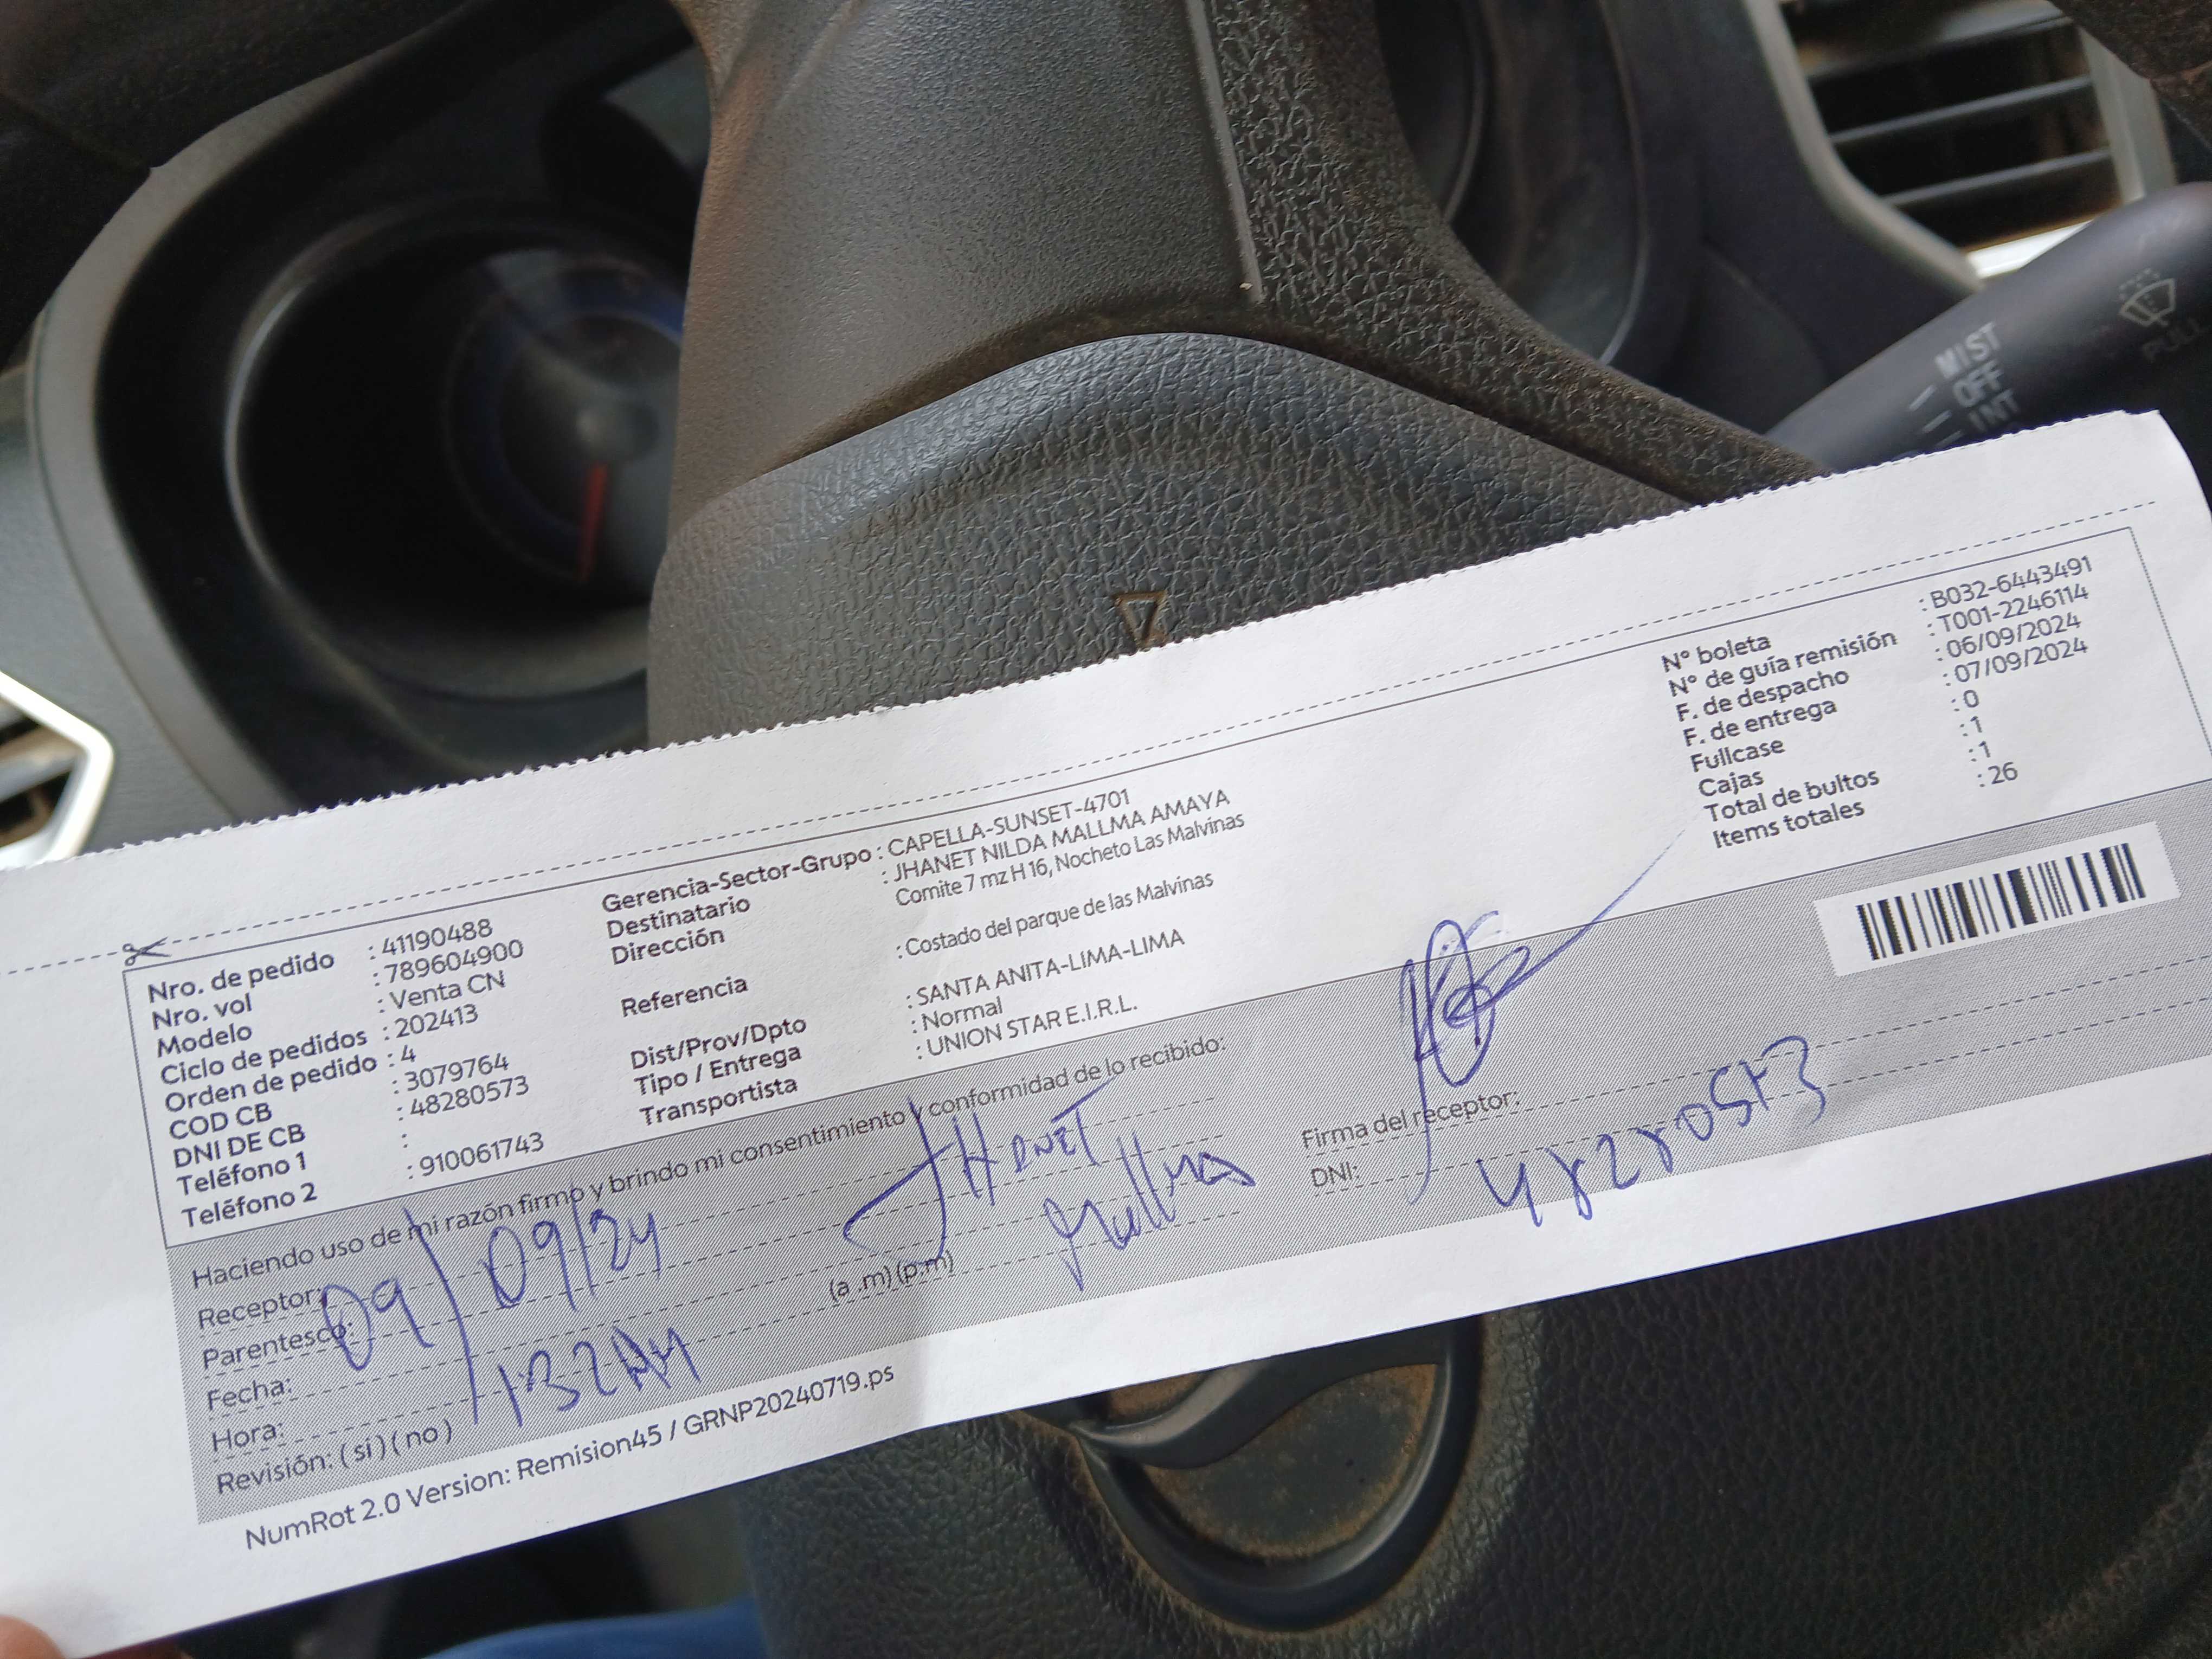 MIST
OFF
INT
PULL
Nro. de pedido : 41190488
Nro. vol : 789604900
Modelo : Venta CN
Ciclo de pedidos : 202413
Orden de pedido : 4
COD CB : 3079764
DNI DE CB : 48280573
Teléfono 1 :
Teléfono 2 : 910061743
Gerencia-Sector-Grupo : CAPELLA-SUNSET-4701
Destinatario : JHANET NILDA MALLMA AMAYA
Dirección Comite 7 mz H 16, Nocheto Las Malvinas
Referencia : Costado del parque de las Malvinas
Dist/Prov/Dpto : SANTA ANITA-LIMA-LIMA
Tipo / Entrega : Normal
Transportista : UNION STAR E.I.R.L.
N° boleta : B032-6443491
N° de guía remisión : T001-2246114
F. de despacho : 06/09/2024
F. de entrega : 07/09/2024
Fullcase : 0
Cajas : 1
Total de bultos : 1
Items totales : 26
Haciendo uso de mi razón firmo y brindo mi consentimiento y conformidad de lo recibido:
Receptor:
Parentesco:
Fecha:
Hora: (a .m) (p.m)
Revisión: ( si ) ( no )
09/09/24
JHANET
Mallma
Firma del receptor:
DNI: 48280573
NumRot 2.0 Version: Remision45 / GRNP20240719.ps